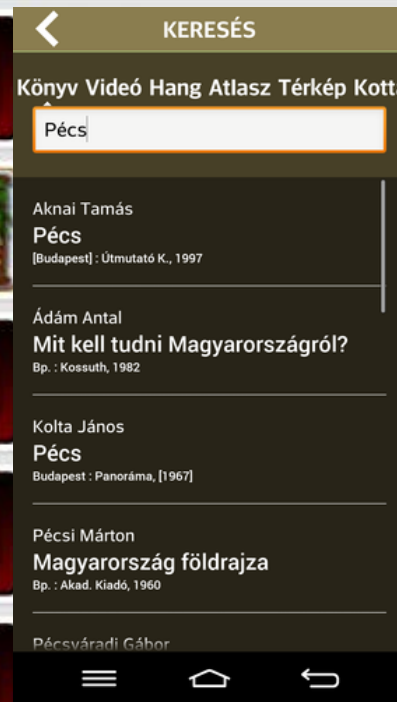 KERESÉS
Könyv Videó Hang Atlasz Térkép Kott
Pécs
Aknai Tamás
Pécs
[Budapest] : Útmutató K., 1997
Ádám Antal
Mit kell tudni Magyarországról?
Bp. : Kossuth, 1982
Kolta János
Pécs
Budapest : Panoráma, [1967]
Pécsi Márton
Magyarország földrajza
Bp. : Akad. Kiadó, 1960
Pécsváradi Gábor